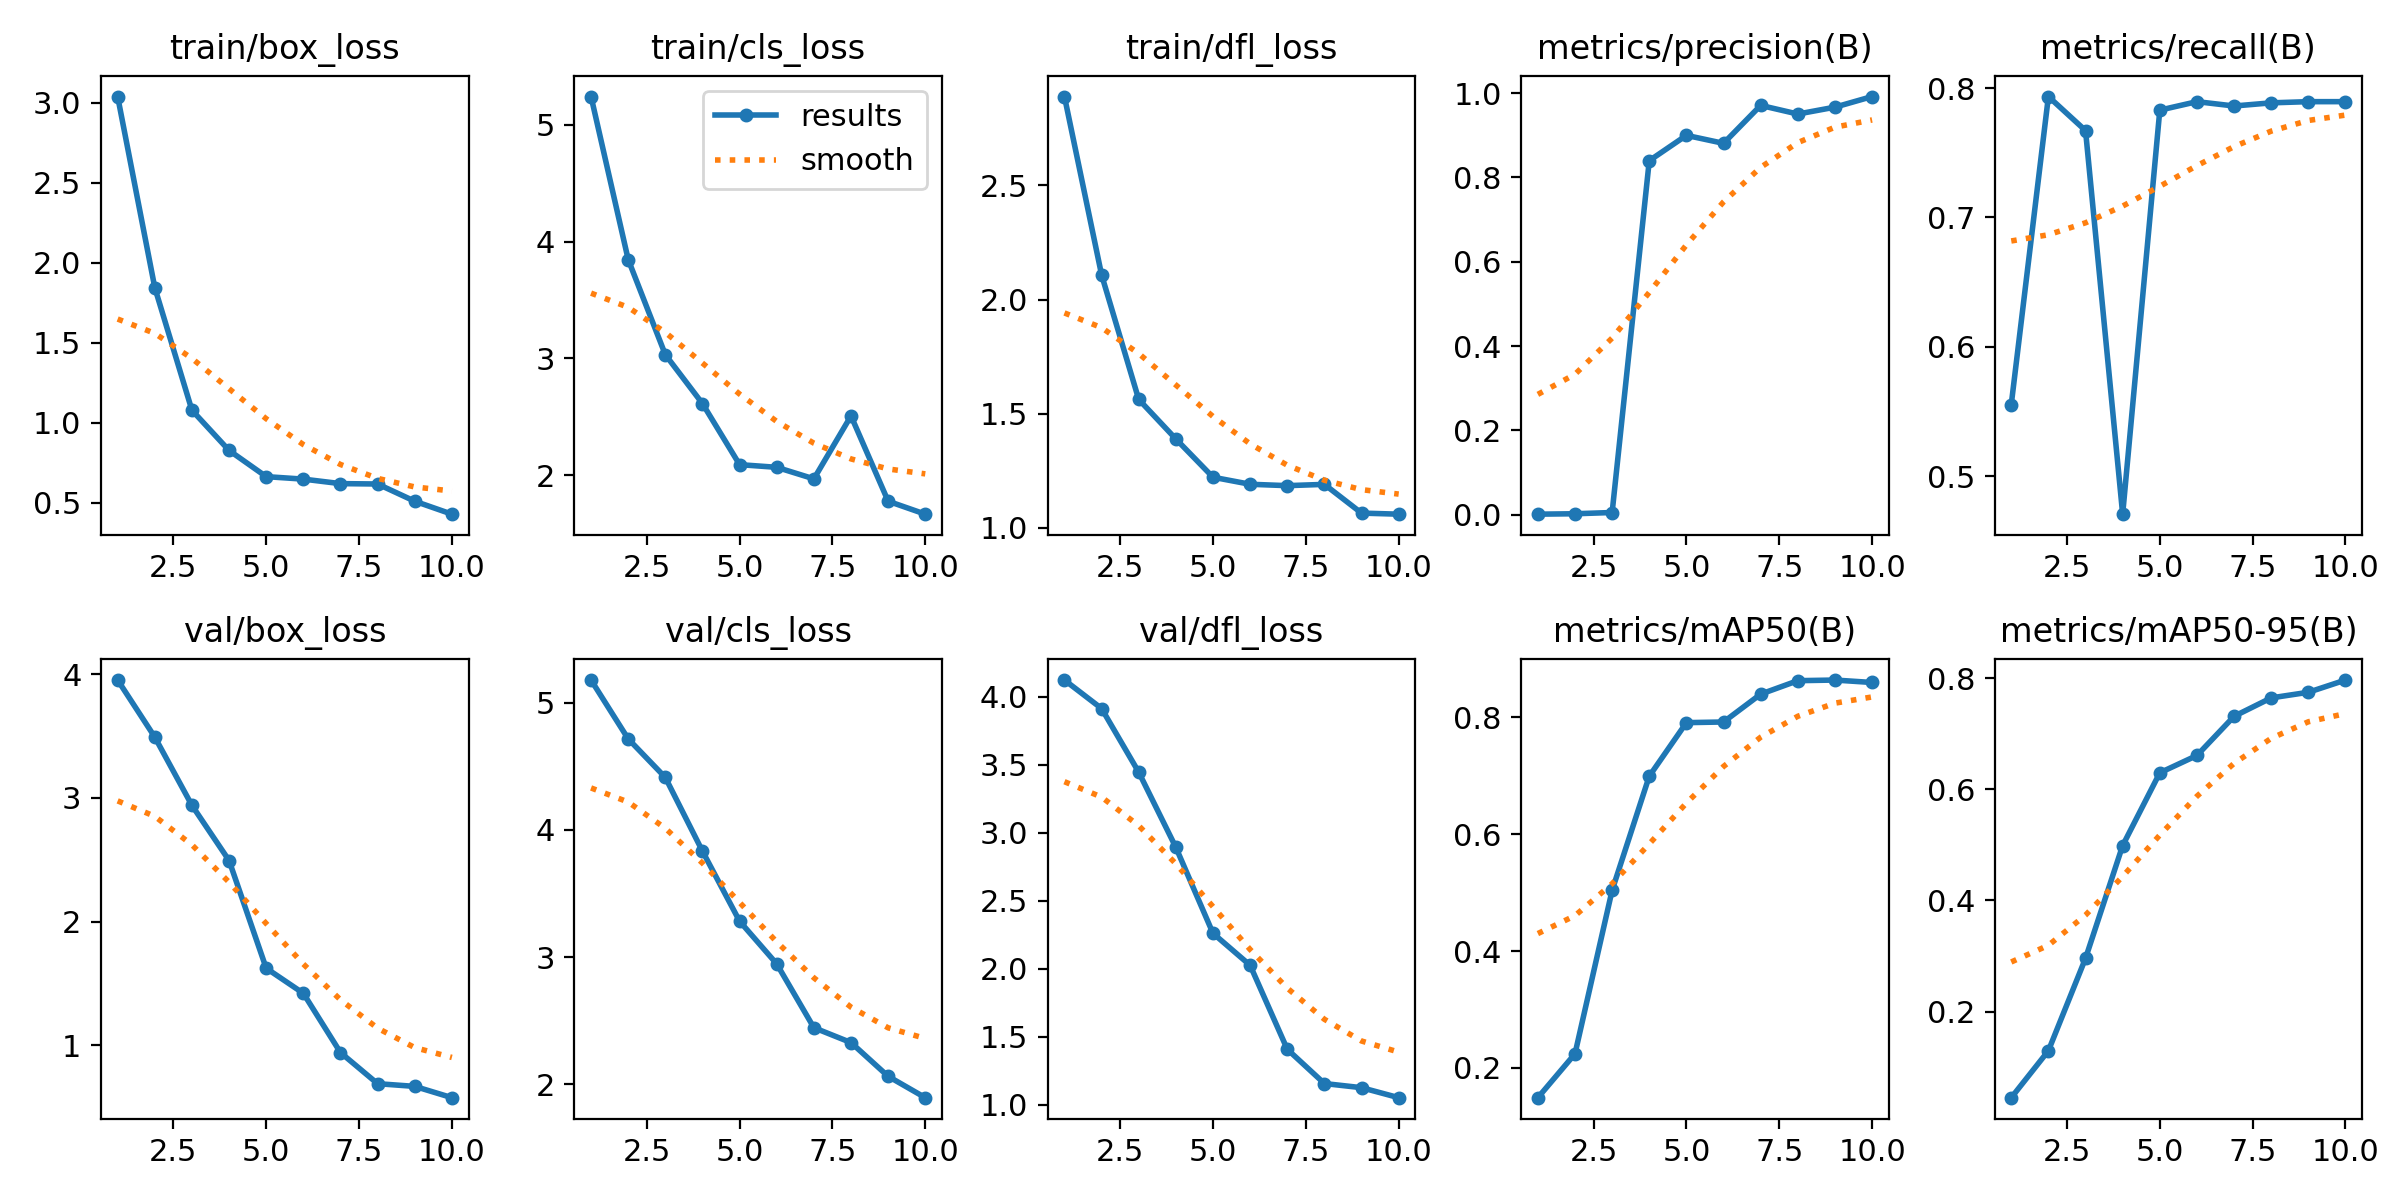 train/box_loss
train/cls_loss
train/dfl_loss
metrics/precision(B)
metrics/recall(B)
3.0
2.5
2.0
1.5
1.0
0.5
2.5 5.0 7.5 10.0
results
smooth
5
4
3
2
2.5 5.0 7.5 10.0
2.5
2.0
1.5
1.0
2.5 5.0 7.5 10.0
1.0
0.8
0.6
0.4
0.2
0.0
2.5 5.0 7.5 10.0
0.8
0.7
0.6
0.5
2.5 5.0 7.5 10.0
val/box_loss
val/cls_loss
val/dfl_loss
metrics/mAP50(B)
metrics/mAP50-95(B)
4
3
2
1
2.5 5.0 7.5 10.0
5
4
3
2
2.5 5.0 7.5 10.0
4.0
3.5
3.0
2.5
2.0
1.5
1.0
2.5 5.0 7.5 10.0
0.8
0.6
0.4
0.2
2.5 5.0 7.5 10.0
0.8
0.6
0.4
0.2
2.5 5.0 7.5 10.0